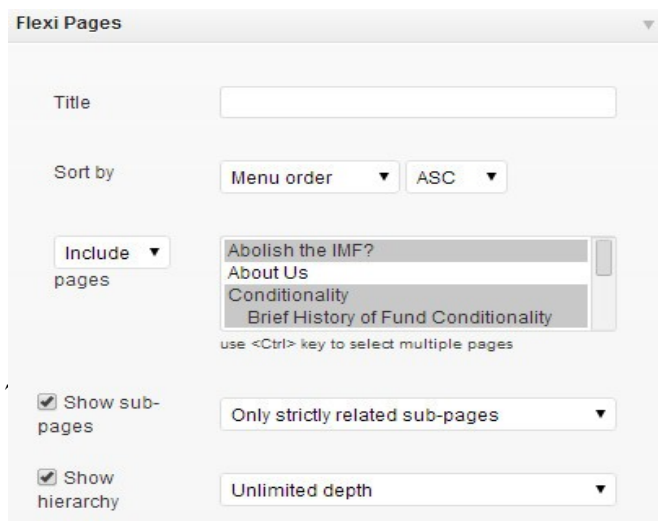 Flexi Pages
Title
Sort by Menu order ASC
Include pages
Abolish the IMF?
About Us
Conditionality
Brief History of Fund Conditionality
use <Ctrl> key to select multiple pages
Show sub-
pages
Only strictly related sub-pages
Show
hierarchy
Unlimited depth